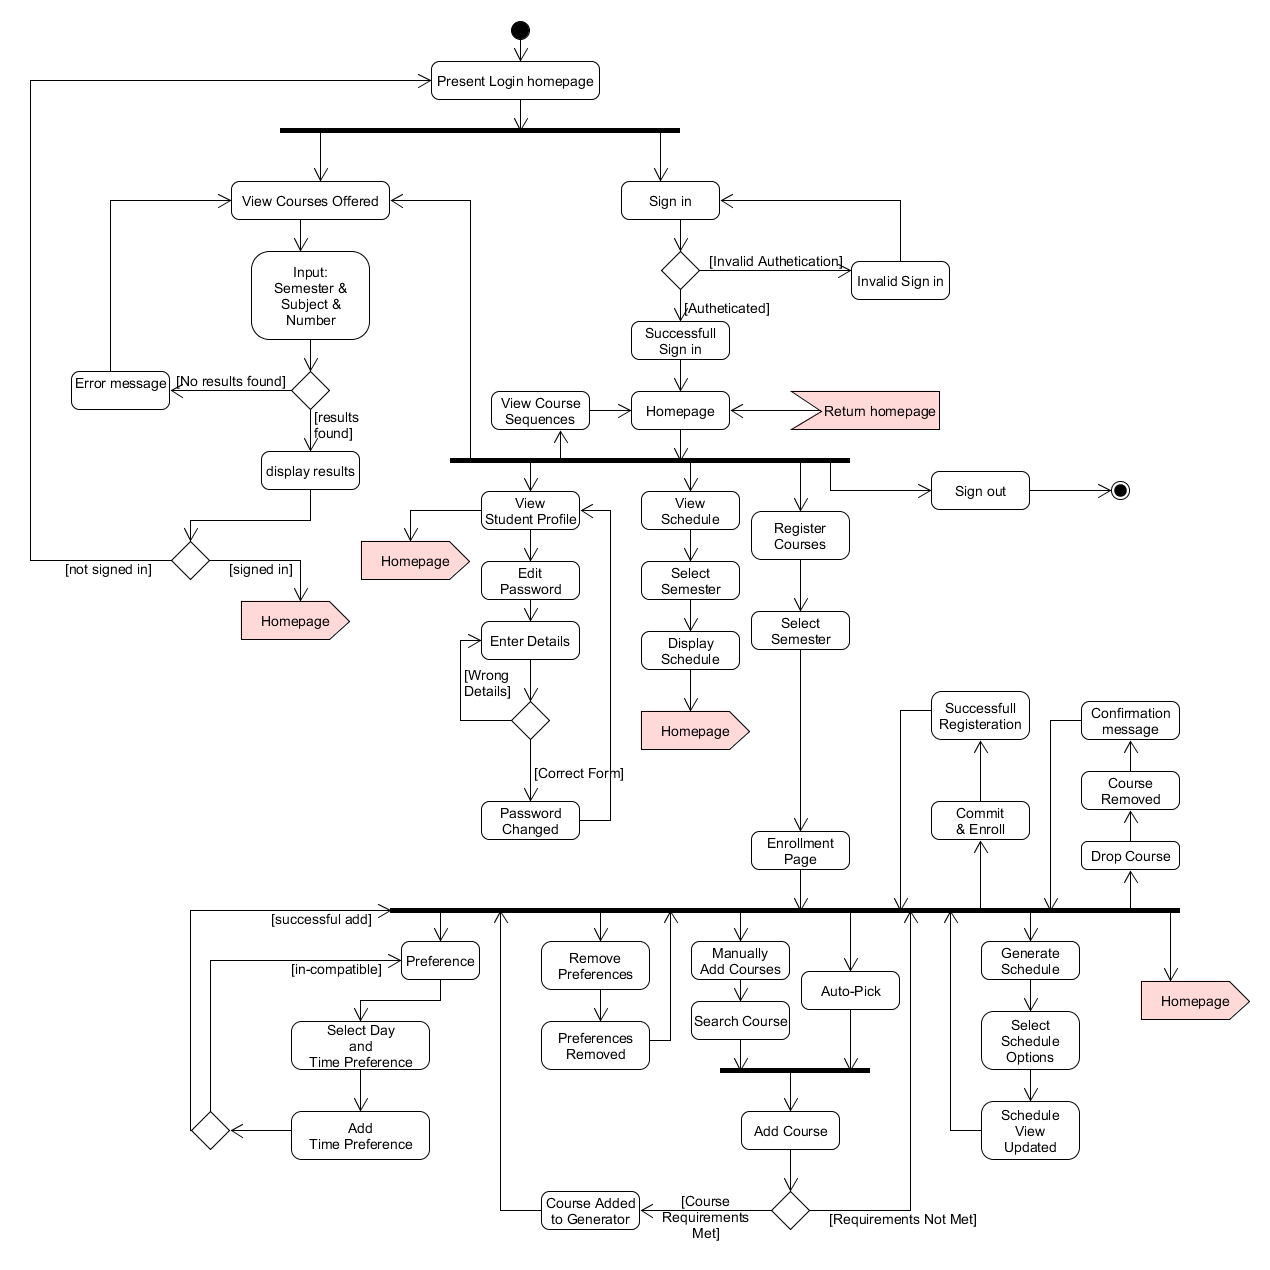 Present Login homepage
View Courses Offered
Sign in
[Invalid Authetication]
Invalid Sign in
Input:
Semester &
Subject &
Number
[Autheticated]
Successfull
Sign in
Error message
[No results found]
[results
found]
View Course
Sequences
Homepage
Return homepage
display results
View
Student Profile
View
Schedule
Register
Courses
Sign out
[not signed in]
[signed in]
Homepage
Homepage
Edit
Password
Select
Semester
Select
Semester
Enter Details
Display
Schedule
[Wrong
Details]
Homepage
[Correct Form]
Password
Changed
Enrollment
Page
Successfull
Registeration
Commit
& Enroll
Confirmation
message
Course
Removed
Drop Course
[successful add]
[in-compatible]
Preference
Select Day
and
Time Preference
Add
Time Preference
Remove
Preferences
Preferences
Removed
Manually
Add Courses
Search Course
Auto-Pick
Generate
Schedule
Select
Schedule
Options
Schedule
View
Updated
Homepage
Add Course
Course Added
to Generator
[Course
Requirements
Met]
[Requirements Not Met]